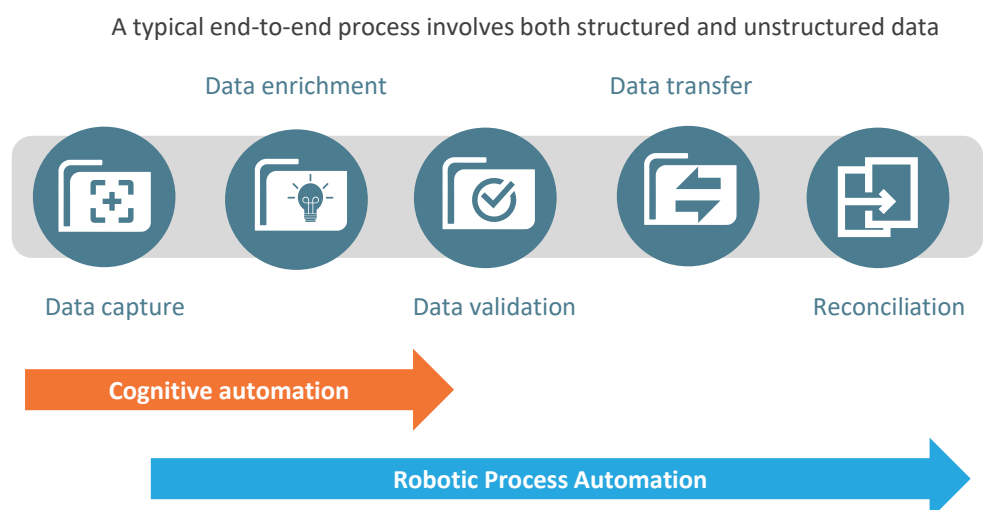 A typical end-to-end process involves both structured and unstructured data
Data enrichment
Data transfer
Data capture
Data validation
Reconciliation
Cognitive automation
Robotic Process Automation